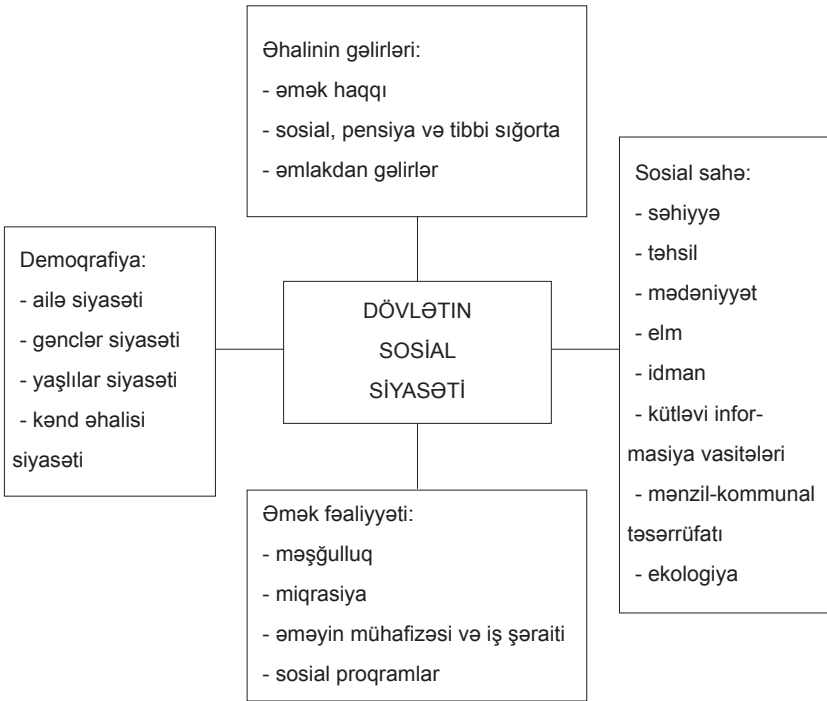 Əhalinin gəlirləri:
- əmək haqqı
- sosial, pensiya və tibbi sığorta
- əmlakdan gəlirlər
Demoqrafiya:
- ailə siyasəti
- gənclər siyasəti
- yaşlılar siyasəti
- kənd əhalisi
siyasəti
DÖVLƏTIN
SOSİAL
SİYASƏTİ
Sosial sahə:
- səhiyyə
- təhsil
- mədəniyyət
- elm
- idman
- kütləvi infor-
masiya vasitələri
- mənzil-kommunal
təsərrüfatı
- ekologiya
Əmək fəaliyyəti:
- məşğulluq
- miqrasiya
- əməyin mühafizəsi və iş şəraiti
- sosial proqramlar